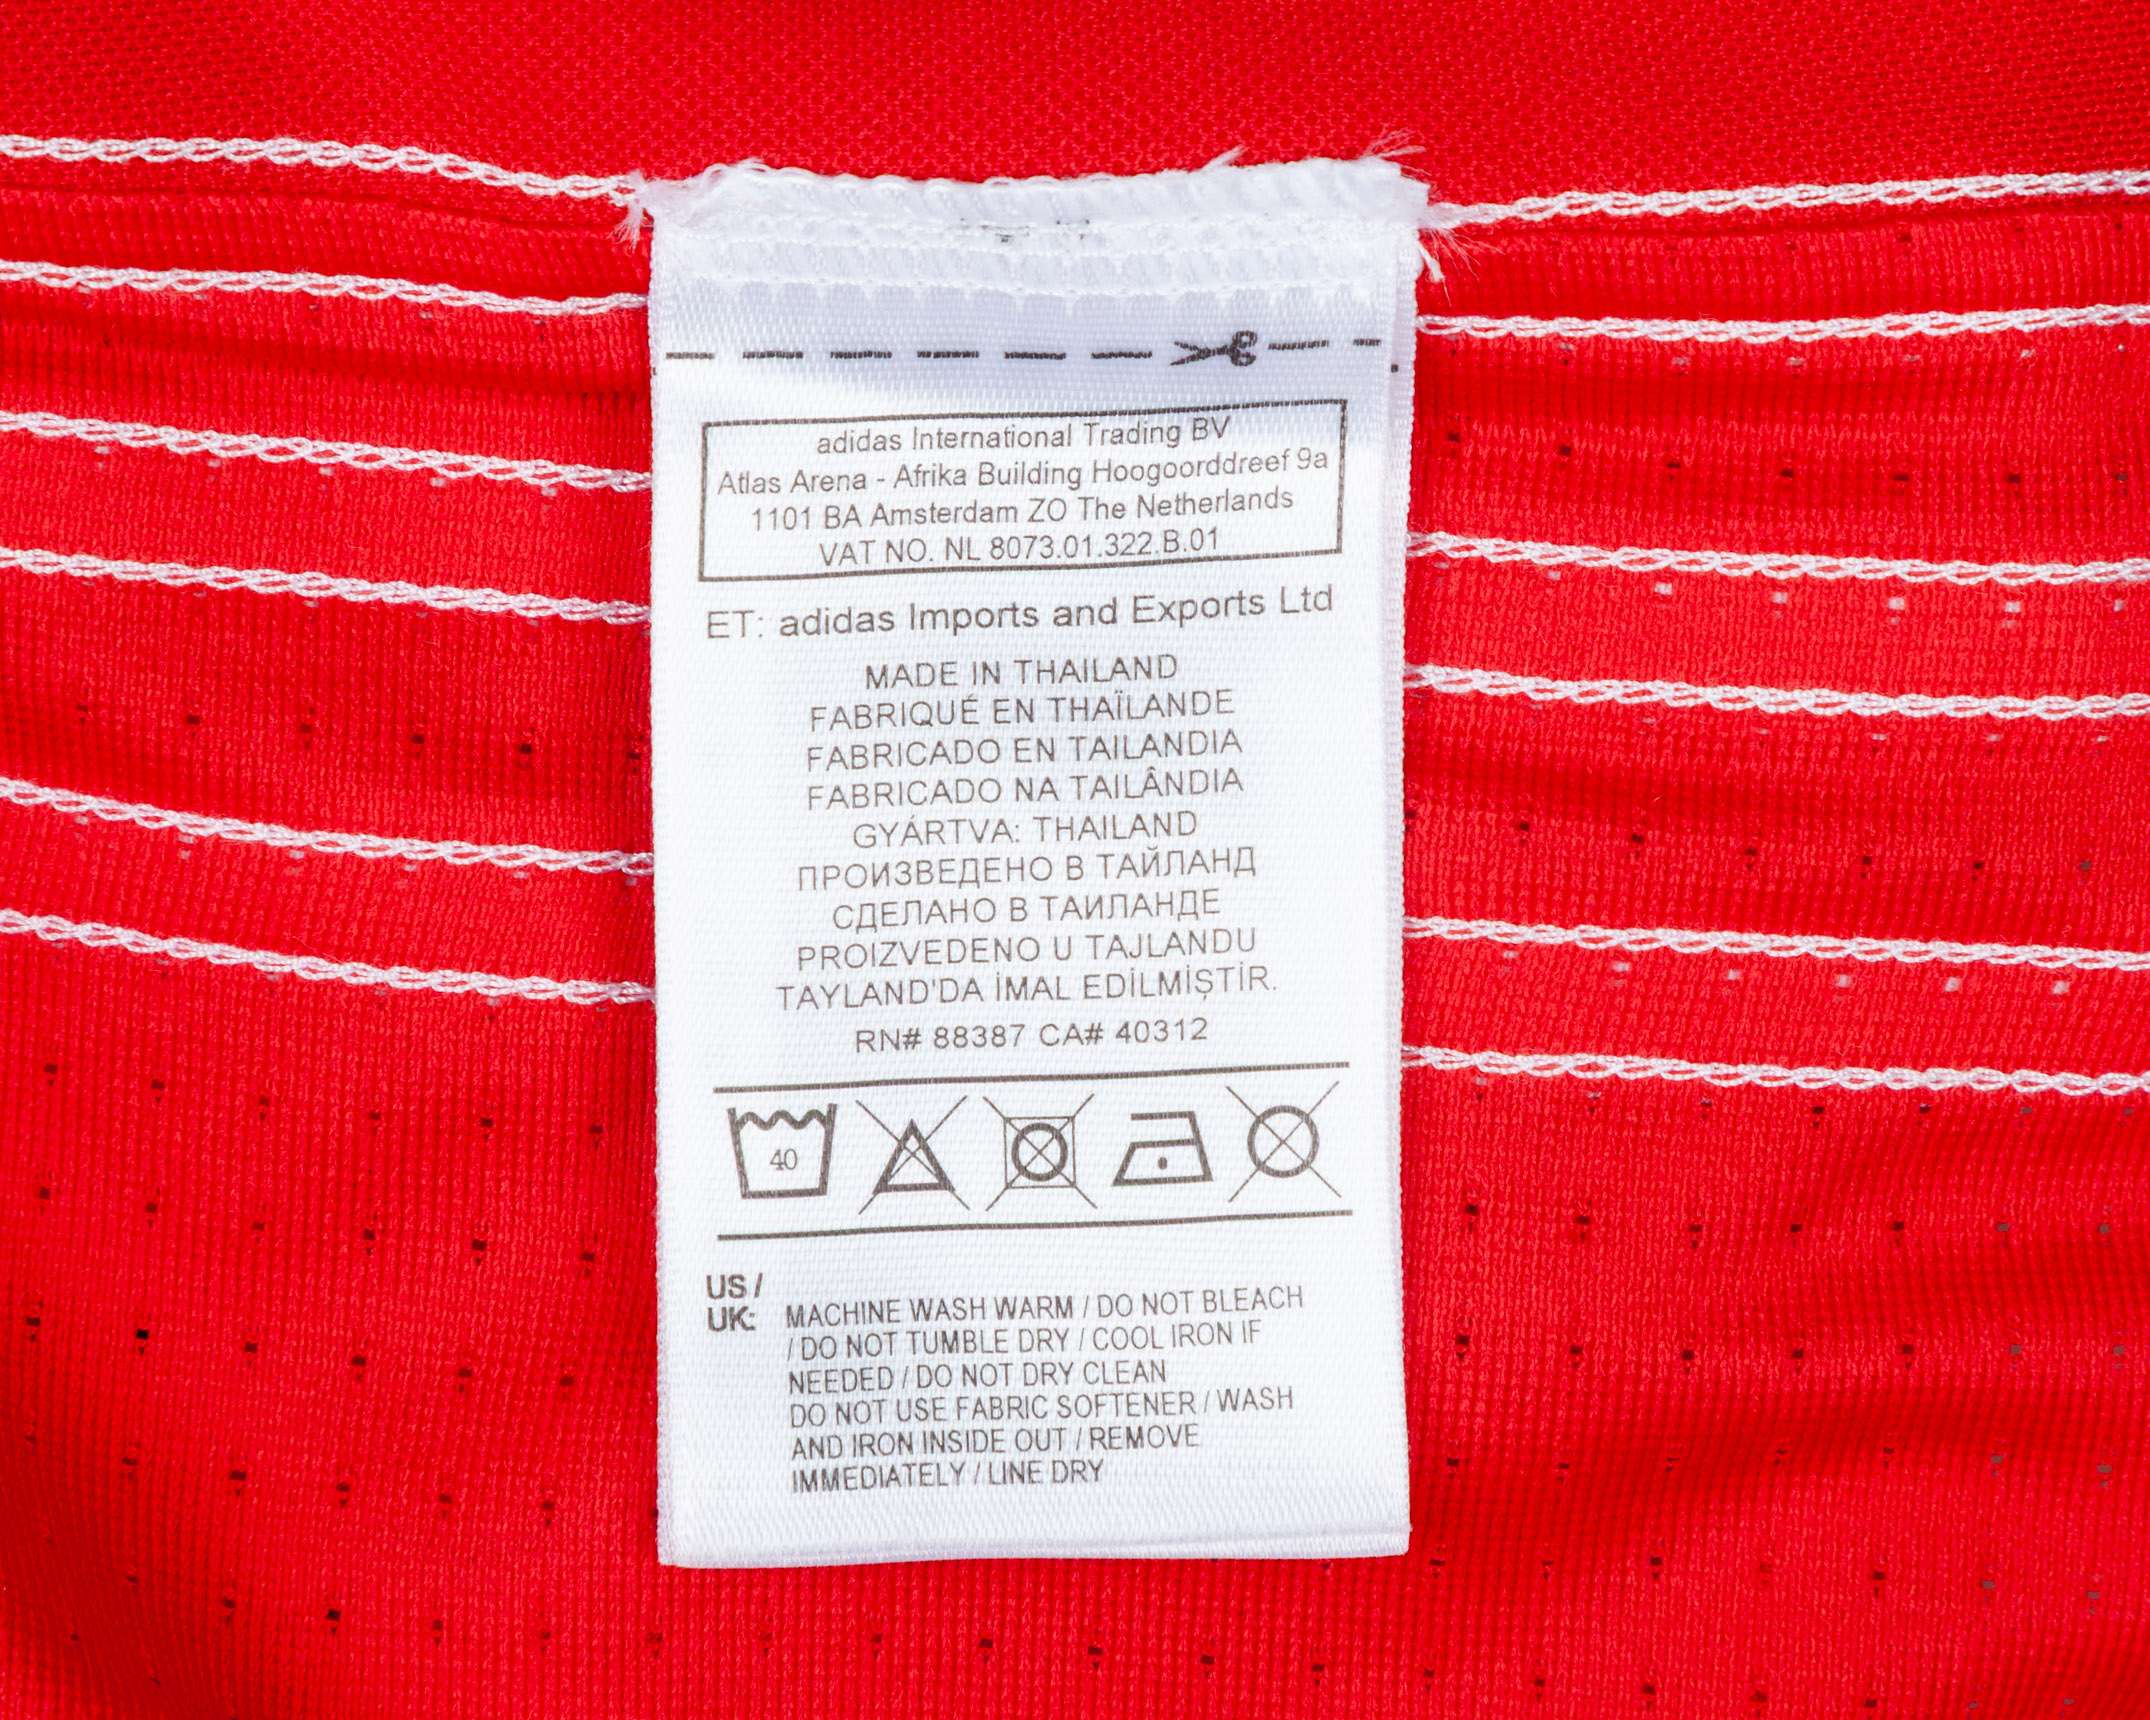 adidas International Trading BV
Atlas Arena - Afrika Building Hoogoorddreef 9a
1101 BA Amsterdam ZO The Netherlands
VAT NO. NL 8073.01.322.B.01
ET: adidas Imports and Exports Ltd
MADE IN THAILAND
FABRIQUÉ EN THAÏLANDE
FABRICADO EN TAILANDIA
FABRICADO NA TAILÂNDIA
GYÁRTVA: THAILAND
ПРОИЗВЕДЕНО В ТАЙЛАНД
СДЕЛАНО В ТАИЛАНДЕ
PROIZVEDENO U TAJLANDU
TAYLAND'DA İMAL EDİLMİŞTİR.
RN# 88387 CA# 40312
40
US / UK: MACHINE WASH WARM / DO NOT BLEACH
/ DO NOT TUMBLE DRY / COOL IRON IF
NEEDED / DO NOT DRY CLEAN
DO NOT USE FABRIC SOFTENER / WASH
AND IRON INSIDE OUT / REMOVE
IMMEDIATELY / LINE DRY